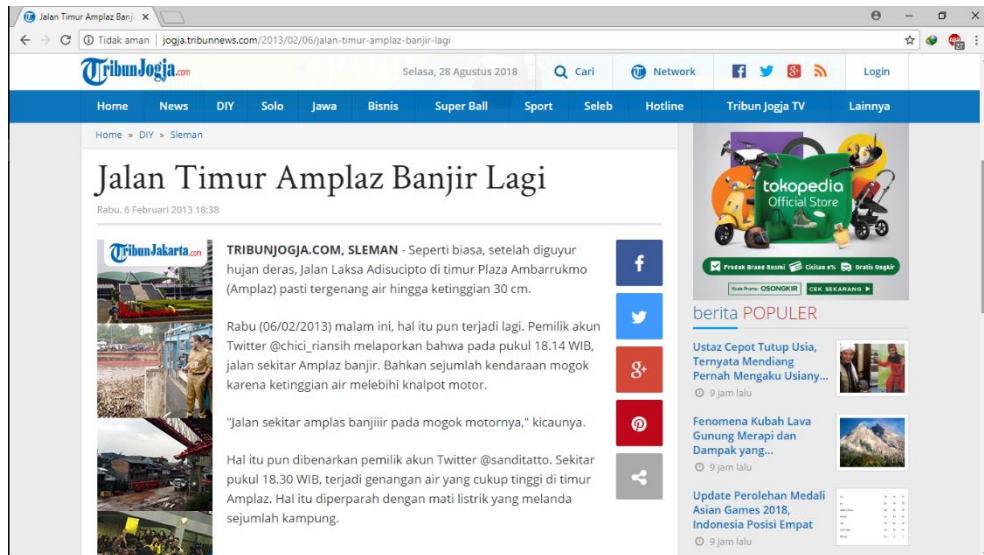 Jalan Timur Amplaz Banj
Tidak aman | jogja.tribunnews.com/2013/02/06/jalan-timur-amplaz-banjir-lagi
27
TribunJogja.com
Selasa, 28 Agustus 2018
Cari
Network
Login
Home News DIY Solo Jawa Bisnis Super Ball Sport Seleb Hotline Tribun Jogja TV Lainnya
Home » DIY » Sleman
Jalan Timur Amplaz Banjir Lagi
Rabu, 6 Februari 2013 18:38
TribunJakarta.com
TRIBUNJOGJA.COM, SLEMAN - Seperti biasa, setelah diguyur
hujan deras, Jalan Laksa Adisucipto di timur Plaza Ambarrukmo
(Amplaz) pasti tergenang air hingga ketinggian 30 cm.
Rabu (06/02/2013) malam ini, hal itu pun terjadi lagi. Pemilik akun
Twitter @chici_riansih melaporkan bahwa pada pukul 18.14 WIB,
jalan sekitar Amplaz banjir. Bahkan sejumlah kendaraan mogok
karena ketinggian air melebihi knalpot motor.
"Jalan sekitar amplas banjiiir pada mogok motornya," kicaunya.
Hal itu pun dibenarkan pemilik akun Twitter @sanditatto. Sekitar
pukul 18.30 WIB, terjadi genangan air yang cukup tinggi di timur
Amplaz. Hal itu diperparah dengan mati listrik yang melanda
sejumlah kampung.
tokopedia
Official Store
Produk Brand Resmi Cicilan 0% Gratis Ongkir
Kode Promo: OSONGKIR CEK SEKARANG
berita POPULER
Ustaz Cepot Tutup Usia,
Ternyata Mendiang
Pernah Mengaku Usiany...
9 jam lalu
Fenomena Kubah Lava
Gunung Merapi dan
Dampak yang...
9 jam lalu
Update Perolehan Medali
Asian Games 2018,
Indonesia Posisi Empat
9 jam lalu